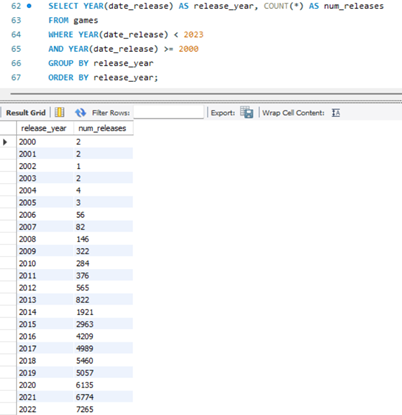 62 SELECT YEAR(date_release) AS release_year, COUNT(*) AS num_releases
63 FROM games
64 WHERE YEAR(date_release) < 2023
65 AND YEAR(date_release) >= 2000
66 GROUP BY release_year
67 ORDER BY release_year;
Result Grid Filter Rows: Export: Wrap Cell Content:
release_year num_releases
2000 2
2001 2
2002 1
2003 2
2004 4
2005 3
2006 56
2007 82
2008 146
2009 322
2010 284
2011 376
2012 565
2013 822
2014 1921
2015 2963
2016 4209
2017 4989
2018 5460
2019 5057
2020 6135
2021 6774
2022 7265